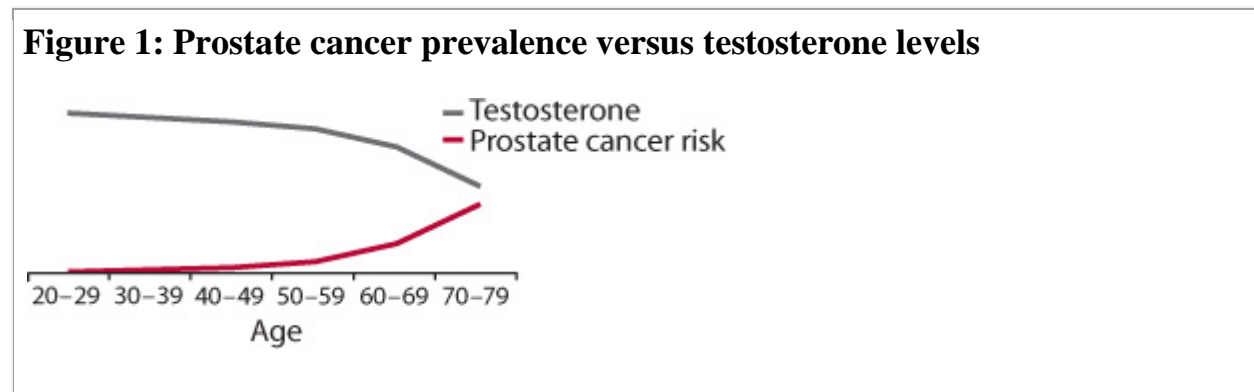 Figure 1: Prostate cancer prevalence versus testosterone levels
Testosterone
Prostate cancer risk
20–29 30–39 40–49 50–59 60–69 70–79
Age